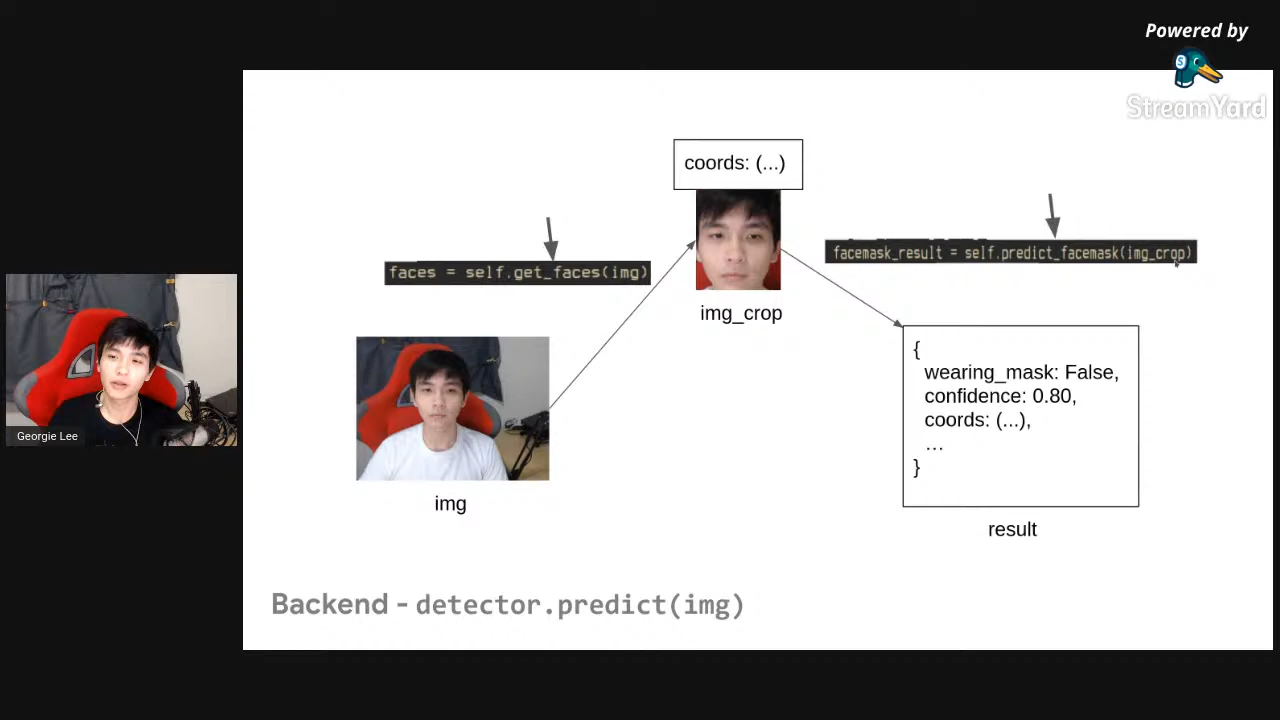 Powered by
StreamYard
coords: (...)
faces = self.get_faces(img)
facemask_result = self.predict_facemask(img_crop)
img_crop
{
wearing_mask: False,
confidence: 0.80,
coords: (...),
...
}
Georgie Lee
img
result
Backend - detector.predict(img)